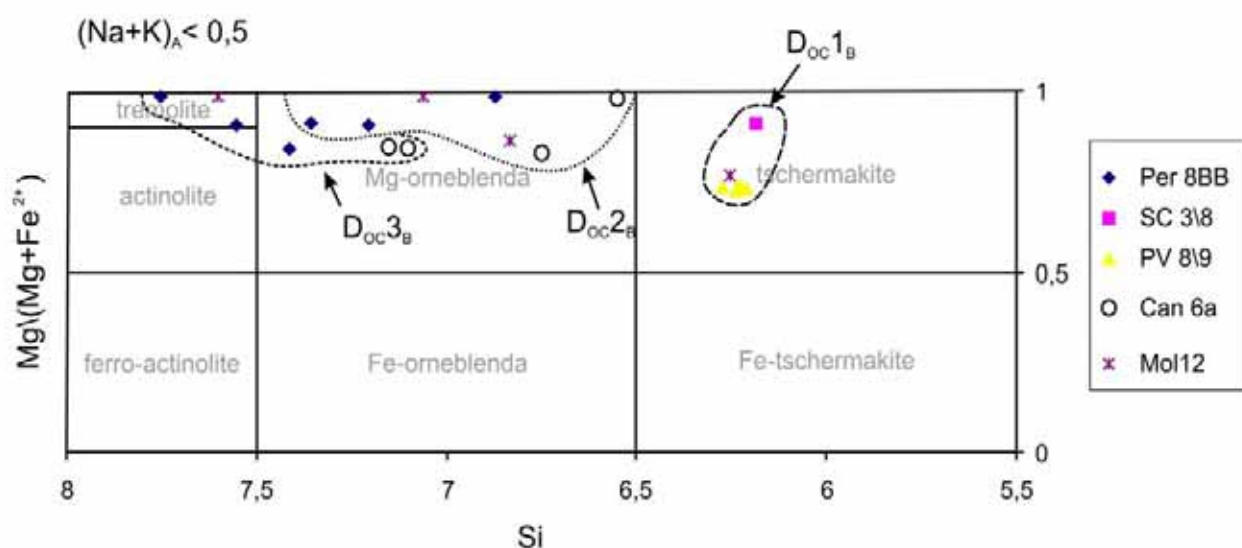 (Na+K)A< 0,5
DOC1B
tremolite
1
Mg-orneblenda
tschermakite
actinolite
DOC3B
DOC2B
0,5
Mg\(Mg+Fe2+)
ferro-actinolite
Fe-orneblenda
Fe-tschermakite
0
8
7,5
7
6,5
6
5,5
Si
Per 8BB
SC 3\8
PV 8\9
Can 6a
Mol12